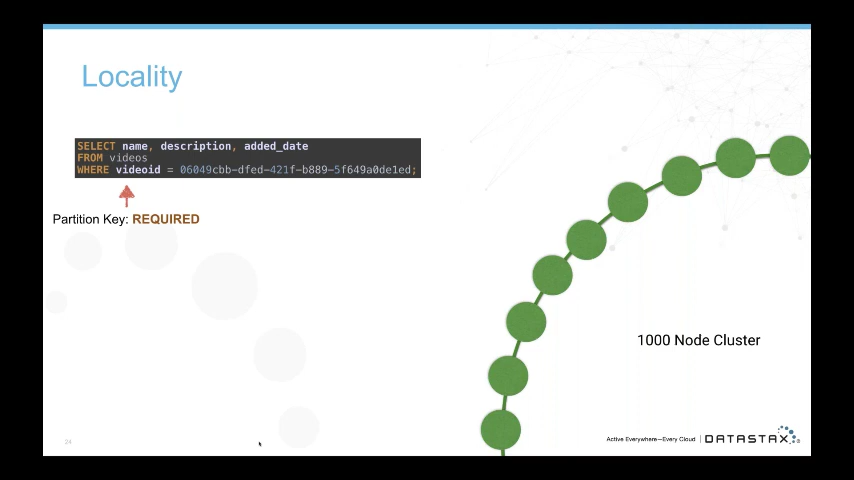 Locality
SELECT name, description, added_date
FROM videos
WHERE videoid = 06049cbb-dfed-421f-b889-5f649a0de1ed;
Partition Key: REQUIRED
1000 Node Cluster
24
Active Everywhere—Every Cloud | DATASTAX